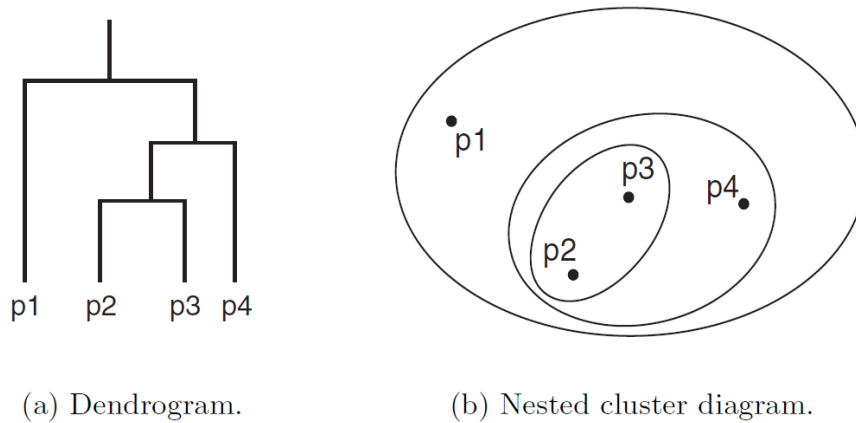 p1 p2 p3 p4
(a) Dendrogram.
p1
p3
p4
p2
(b) Nested cluster diagram.